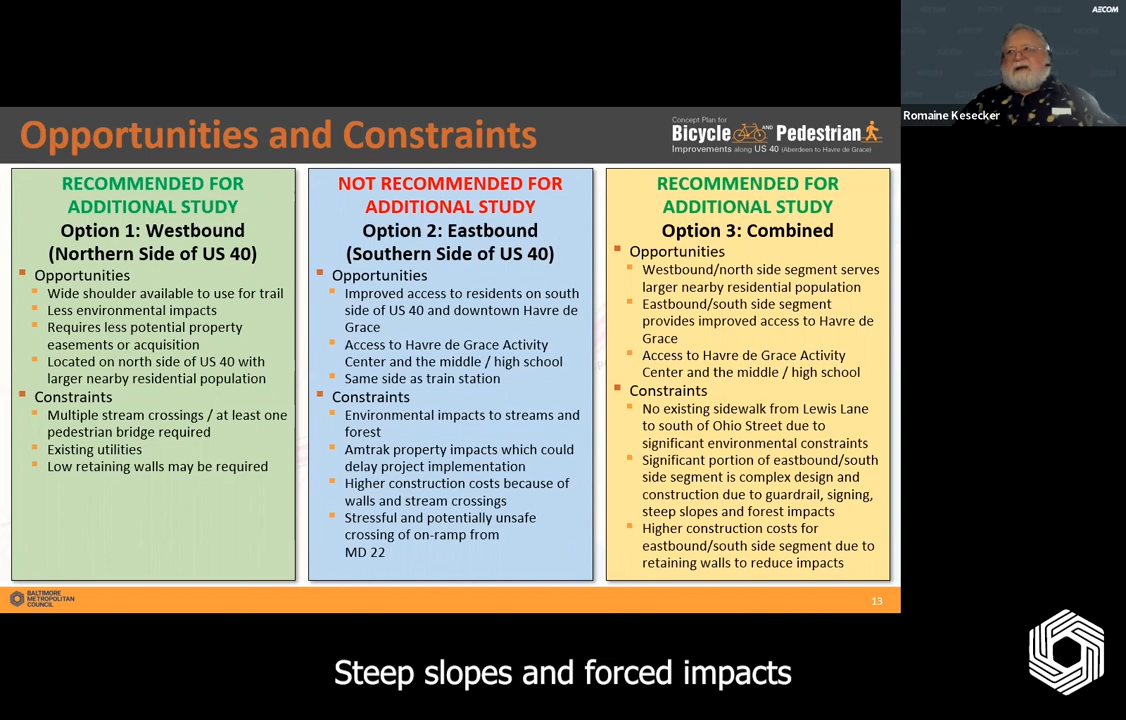 AECOM
Romaine Kesecker
Opportunities and Constraints
Concept Plan for
Bicycle AND Pedestrian
Improvements along US 40 (Aberdeen to Havre de Grace)
RECOMMENDED FOR
ADDITIONAL STUDY
Option 1: Westbound
(Northern Side of US 40)
Opportunities
Wide shoulder available to use for trail
Less environmental impacts
Requires less potential property
easements or acquisition
Located on north side of US 40 with
larger nearby residential population
Constraints
Multiple stream crossings / at least one
pedestrian bridge required
Existing utilities
Low retaining walls may be required
NOT RECOMMENDED FOR
ADDITIONAL STUDY
Option 2: Eastbound
(Southern Side of US 40)
Opportunities
Improved access to residents on south
side of US 40 and downtown Havre de
Grace
Access to Havre de Grace Activity
Center and the middle / high school
Same side as train station
Constraints
Environmental impacts to streams and
forest
Amtrak property impacts which could
delay project implementation
Higher construction costs because of
walls and stream crossings
Stressful and potentially unsafe
crossing of on-ramp from
MD 22
RECOMMENDED FOR
ADDITIONAL STUDY
Option 3: Combined
Opportunities
Westbound/north side segment serves
larger nearby residential population
Eastbound/south side segment
provides improved access to Havre de
Grace
Access to Havre de Grace Activity
Center and the middle / high school
Constraints
No existing sidewalk from Lewis Lane
to south of Ohio Street due to
significant environmental constraints
Significant portion of eastbound/south
side segment is complex design and
construction due to guardrail, signing,
steep slopes and forest impacts
Higher construction costs for
eastbound/south side segment due to
retaining walls to reduce impacts
BALTIMORE
METROPOLITAN
COUNCIL
13
Steep slopes and forced impacts